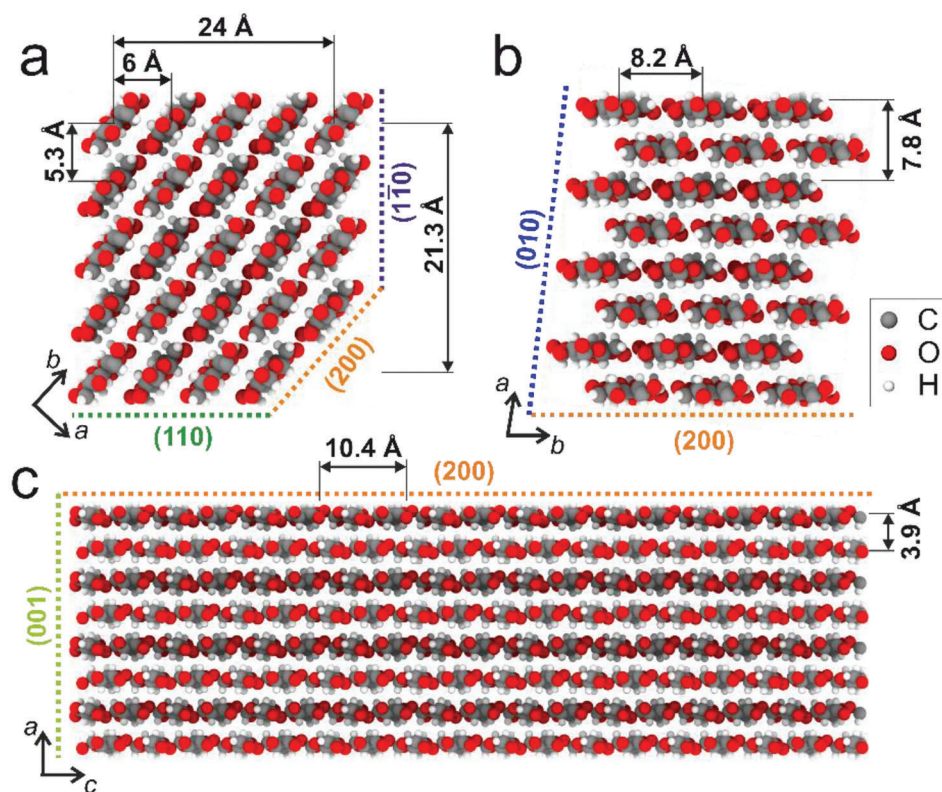 a
24 Å
6 Å
5.3 Å
21.3 Å
(11̄0)
(200)
(110)
b
a
b
8.2 Å
7.8 Å
(010)
(200)
a
b
C
O
H
c
10.4 Å
(200)
3.9 Å
(001)
a
c